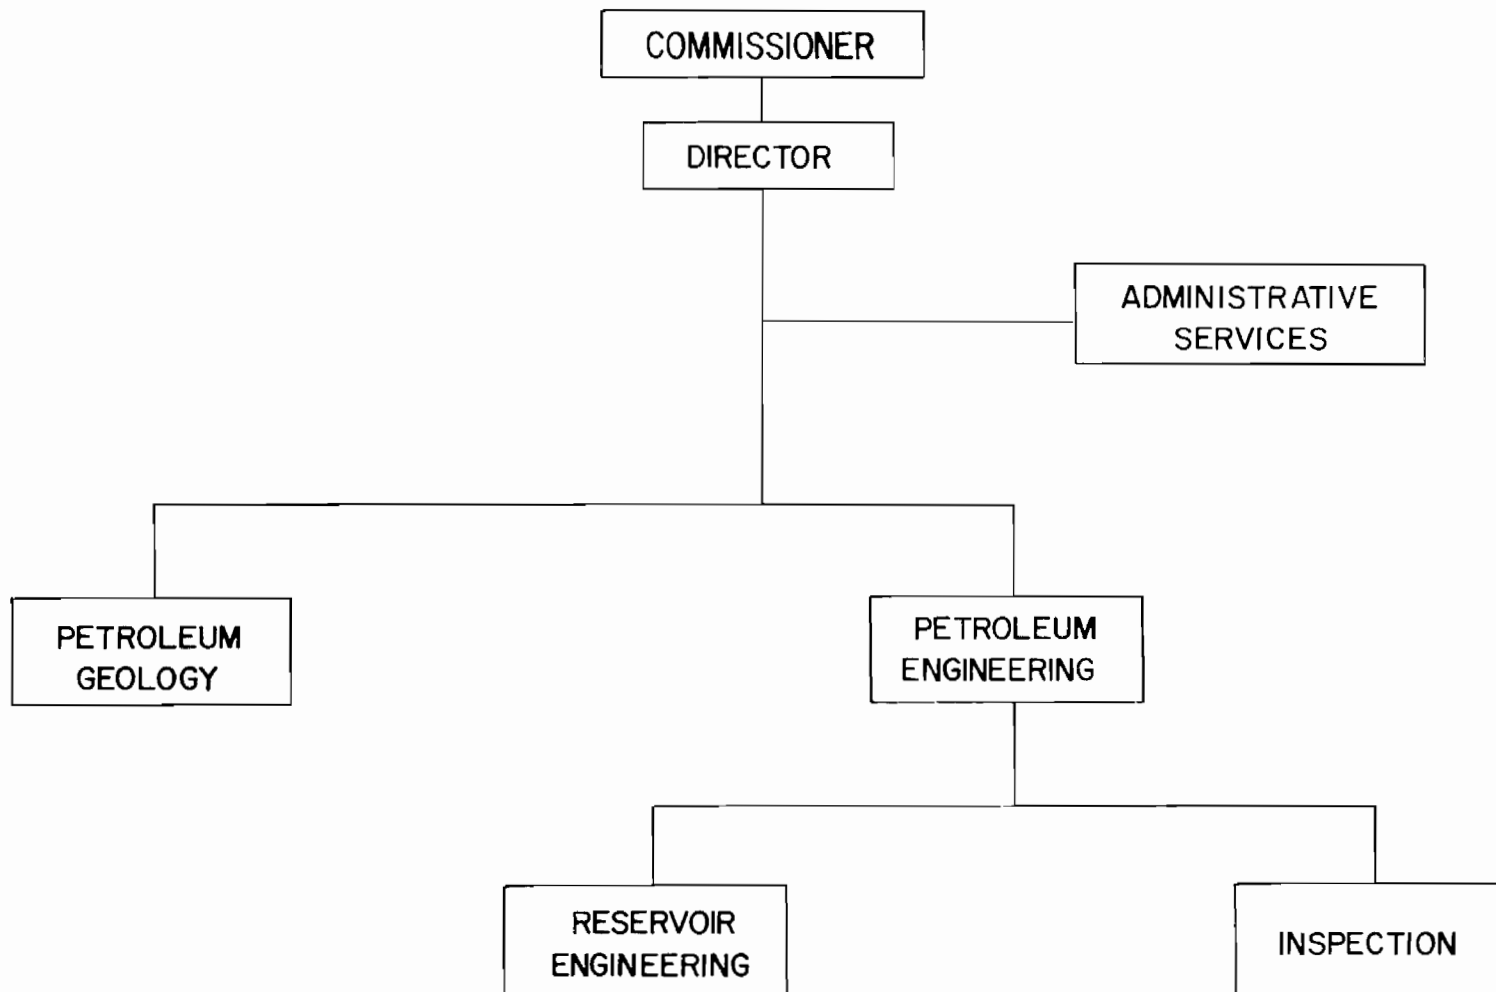 COMMISSIONER
DIRECTOR
ADMINISTRATIVE
SERVICES
PETROLEUM
GEOLOGY
PETROLEUM
ENGINEERING
RESERVOIR
ENGINEERING
INSPECTION